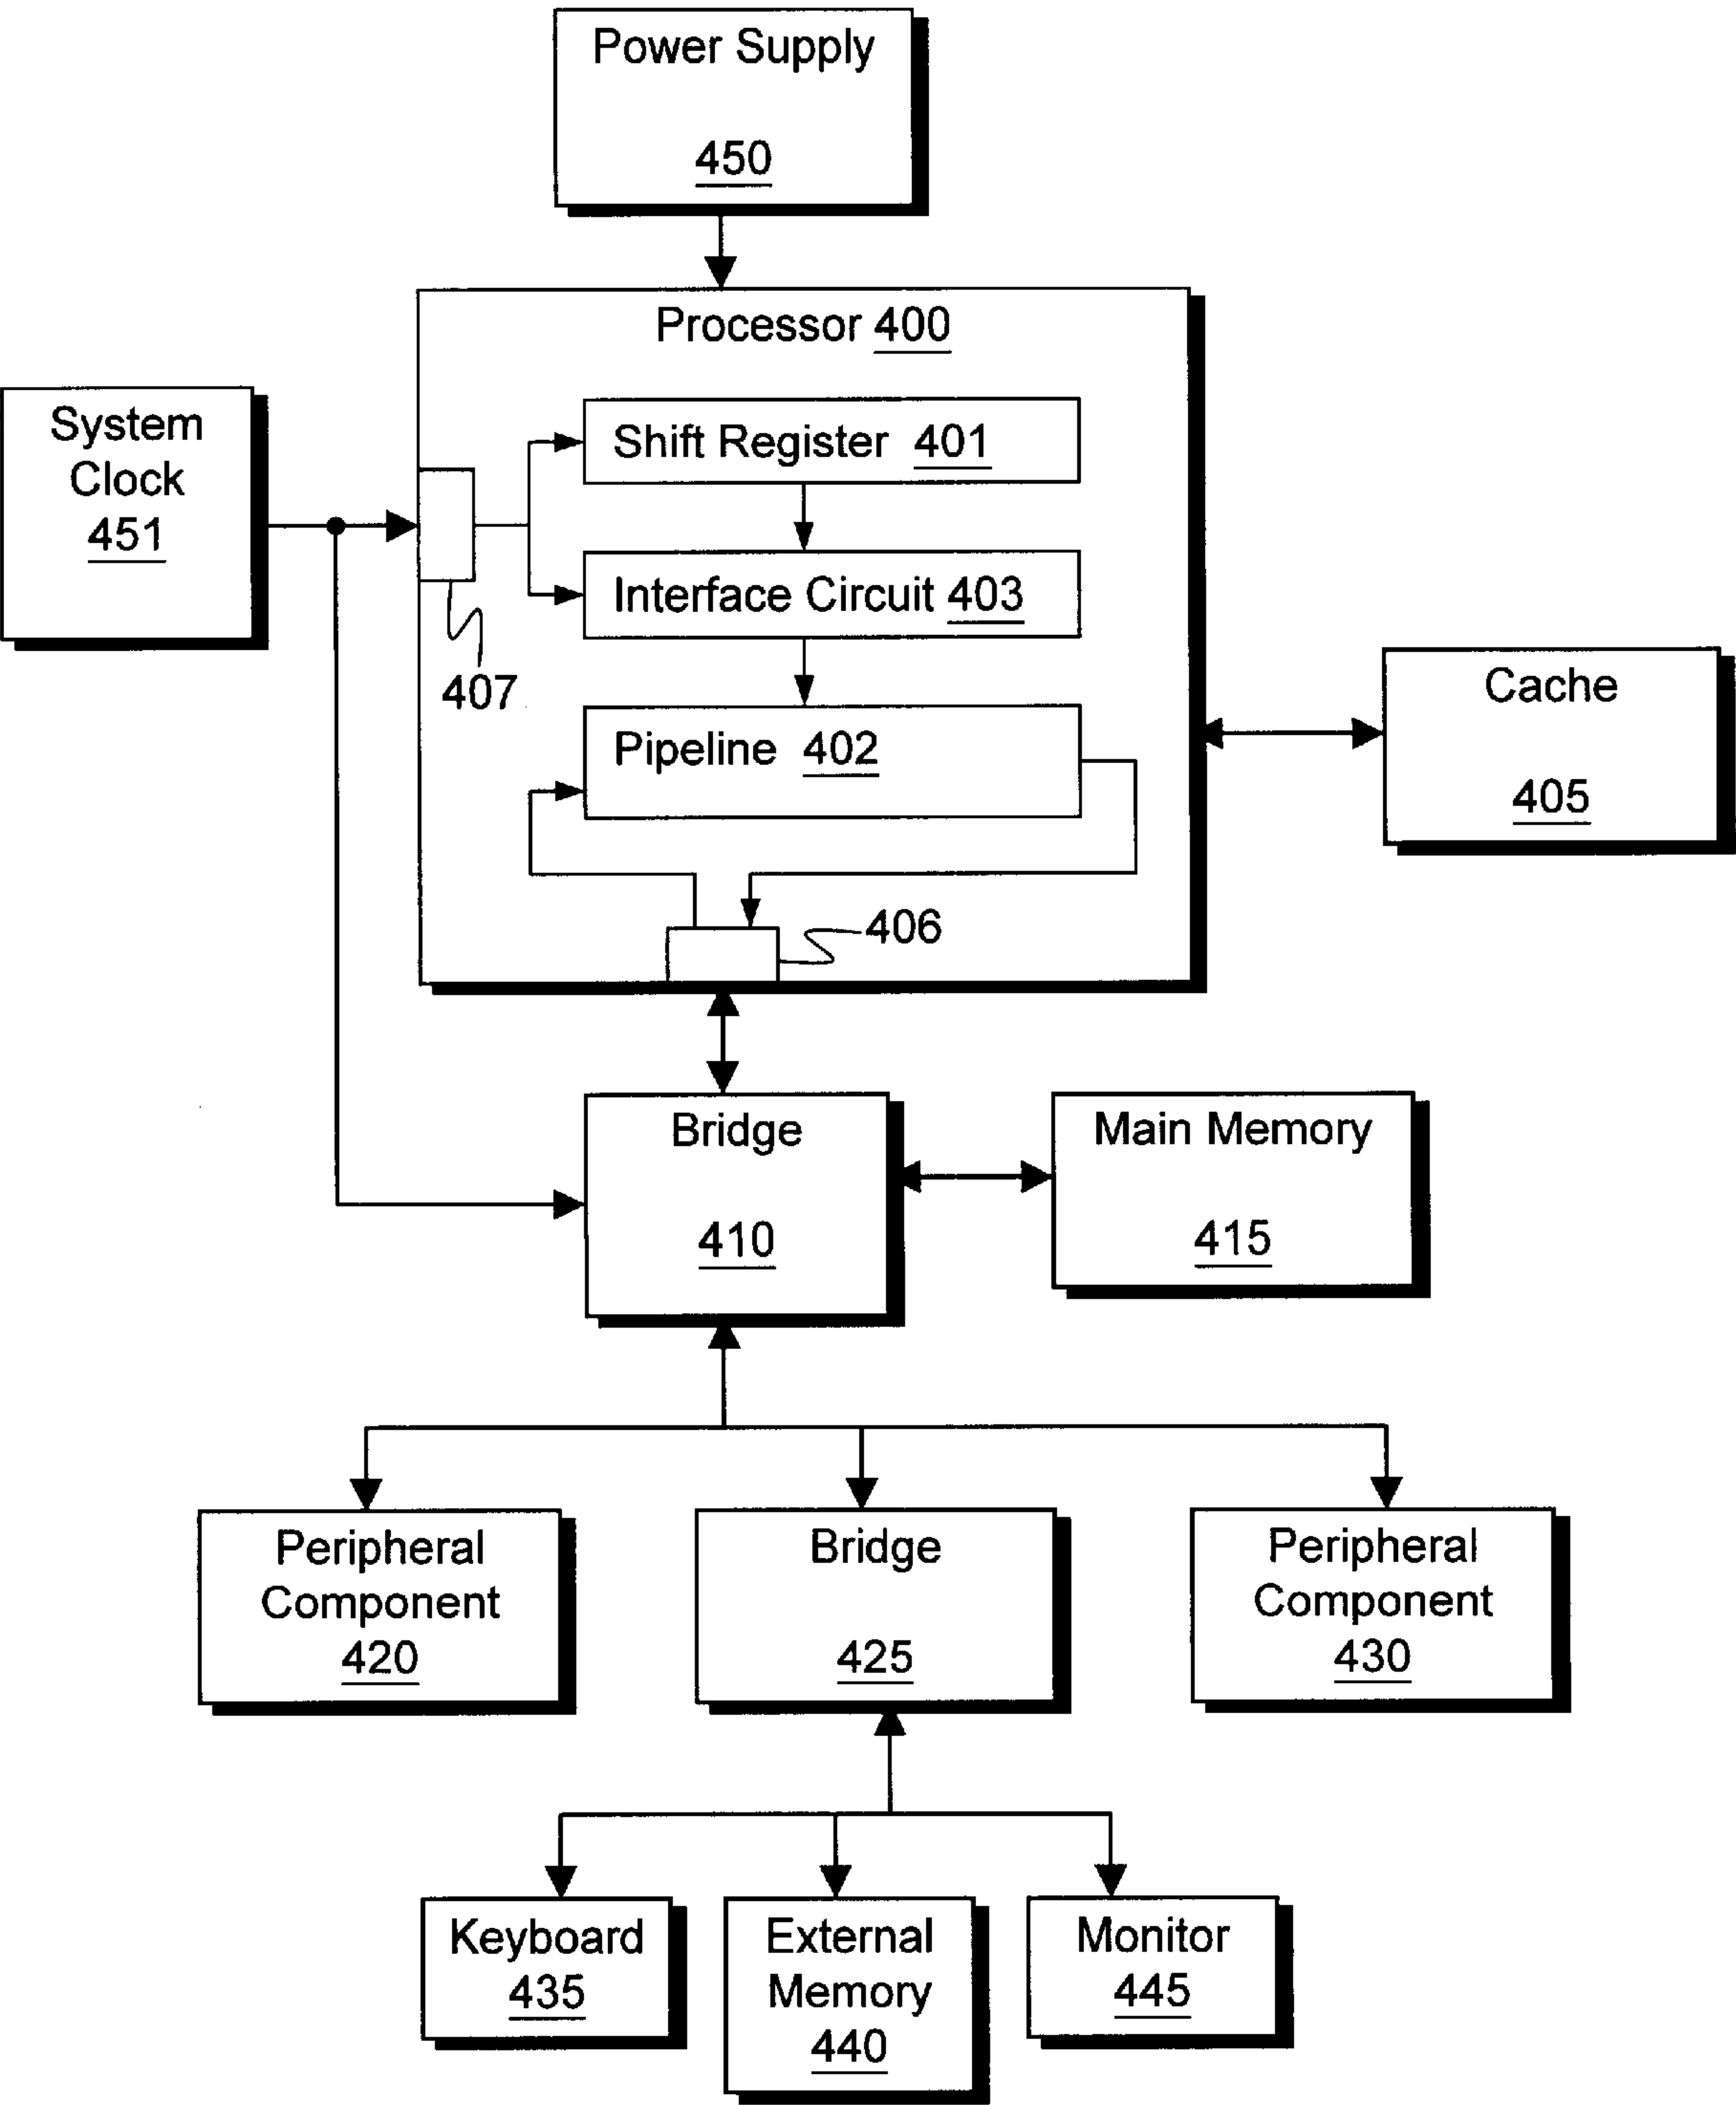 Power Supply
450
Processor 400
System
Clock
451
Shift Register 401
Interface Circuit 403
407
Pipeline 402
Cache
405
406
Bridge
410
Main Memory
415
Peripheral
Component
420
Bridge
425
Peripheral
Component
430
Keyboard
435
External
Memory
440
Monitor
445